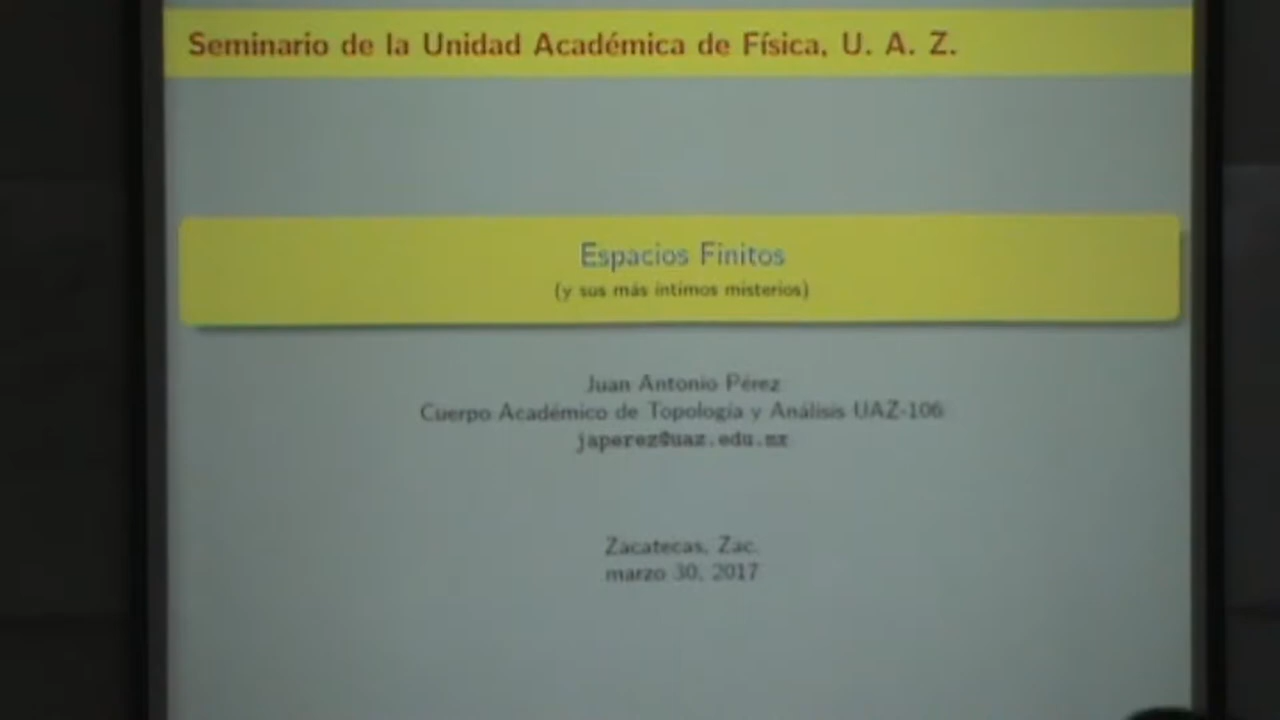 Seminario de la Unidad Académica de Física, U. A. Z.
Espacios Finitos
(y sus más íntimos misterios)
Juan Antonio Pérez
Cuerpo Académico de Topología y Análisis UAZ-106
japerez@uaz.edu.mx
Zacatecas, Zac.
marzo 30, 2017